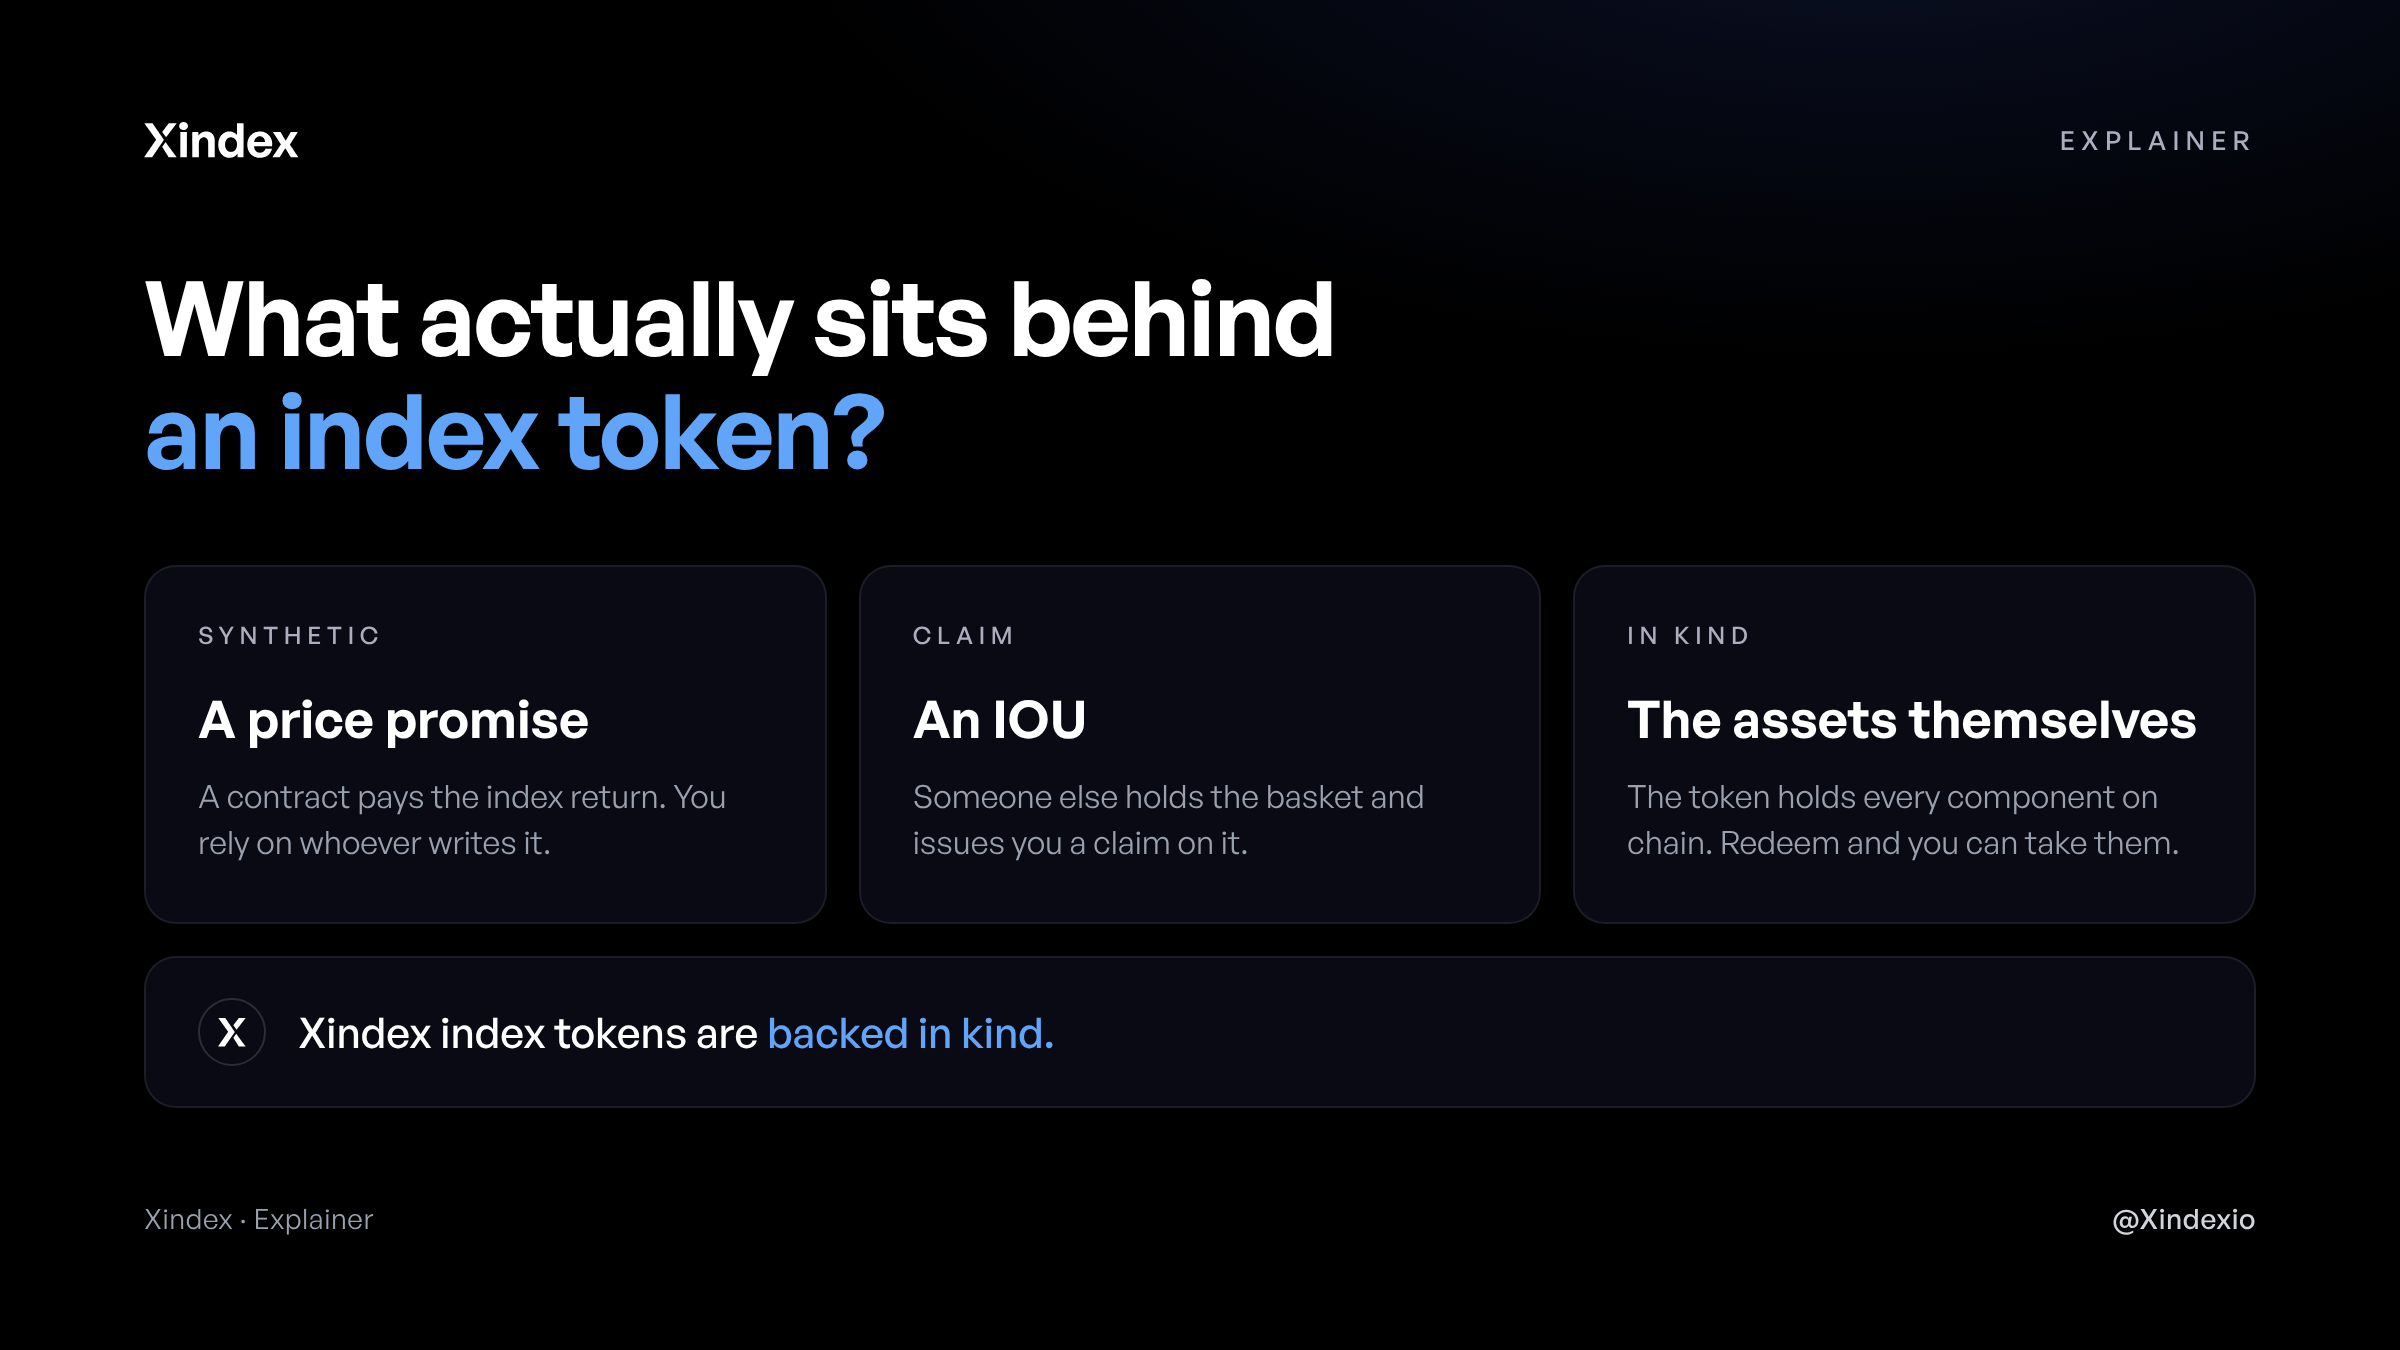 Xindex
EXPLAINER
What actually sits behind
an index token?
SYNTHETIC
A price promise
A contract pays the index return. You
rely on whoever writes it.
CLAIM
An IOU
Someone else holds the basket and
issues you a claim on it.
IN KIND
The assets themselves
The token holds every component on
chain. Redeem and you can take them.
X
Xindex index tokens are backed in kind.
Xindex · Explainer
@Xindexio